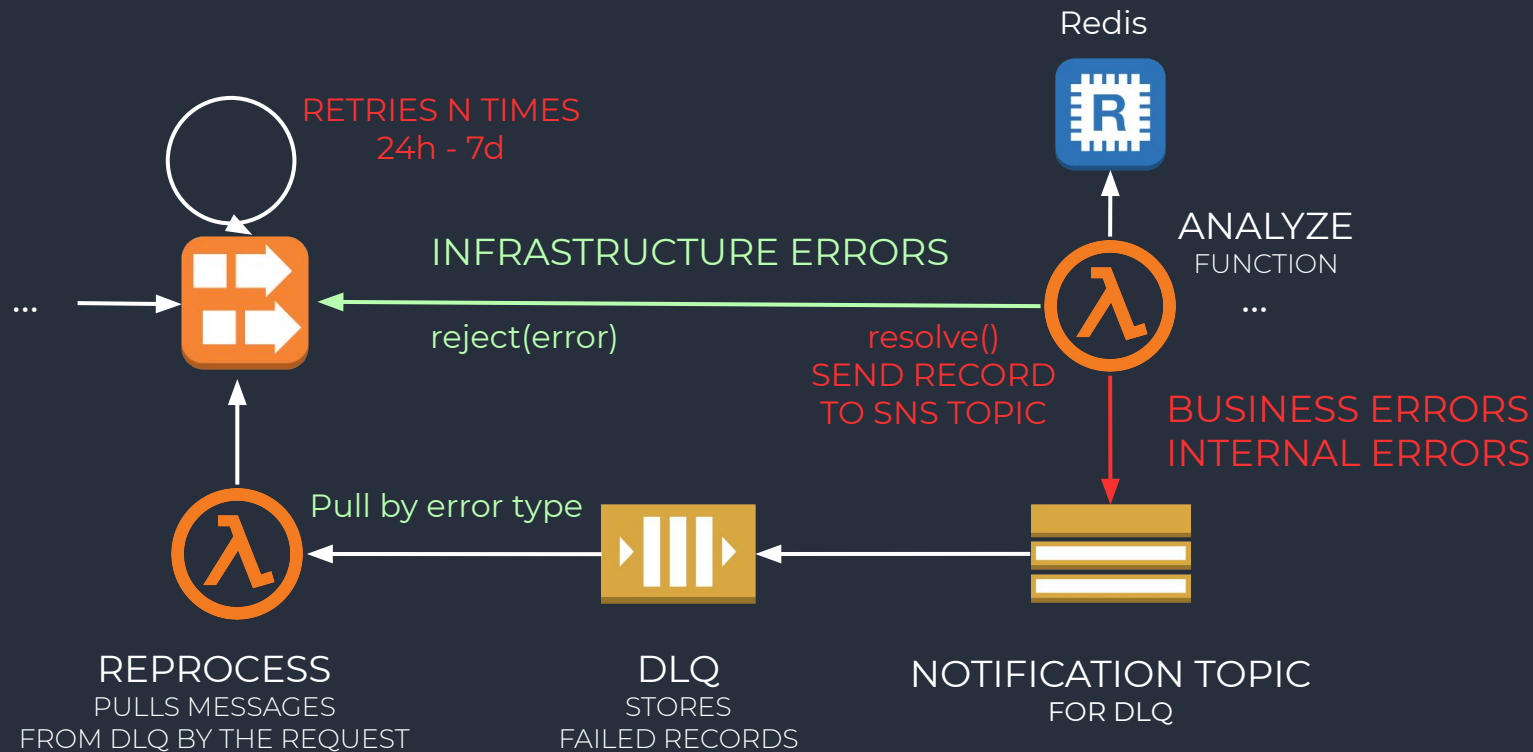 Redis
RETRIES N TIMES
24h - 7d
R
ANALYZE
FUNCTION
...
INFRASTRUCTURE ERRORS
...
reject(error)
resolve()
SEND RECORD
TO SNS TOPIC
BUSINESS ERRORS
INTERNAL ERRORS
Pull by error type
REPROCESS
PULLS MESSAGES
FROM DLQ BY THE REQUEST
DLQ
STORES
FAILED RECORDS
NOTIFICATION TOPIC
FOR DLQ